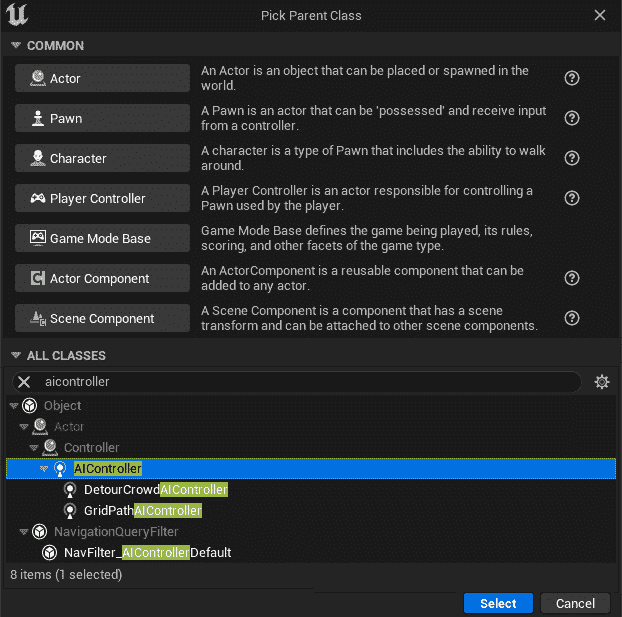 Pick Parent Class
COMMON
Actor
An Actor is an object that can be placed or spawned in the
world.
Pawn
A Pawn is an actor that can be 'possessed' and receive input
from a controller.
Character
A character is a type of Pawn that includes the ability to walk
around.
Player Controller
A Player Controller is an actor responsible for controlling a
Pawn used by the player.
Game Mode Base
Game Mode Base defines the game being played, its rules,
scoring, and other facets of the game type.
Actor Component
An ActorComponent is a reusable component that can be
added to any actor.
Scene Component
A Scene Component is a component that has a scene
transform and can be attached to other scene components.
ALL CLASSES
aicontroller
Object
Actor
Controller
AIController
DetourCrowdAIController
GridPathAIController
NavigationQueryFilter
NavFilter_AIControllerDefault
8 items (1 selected)
Select
Cancel